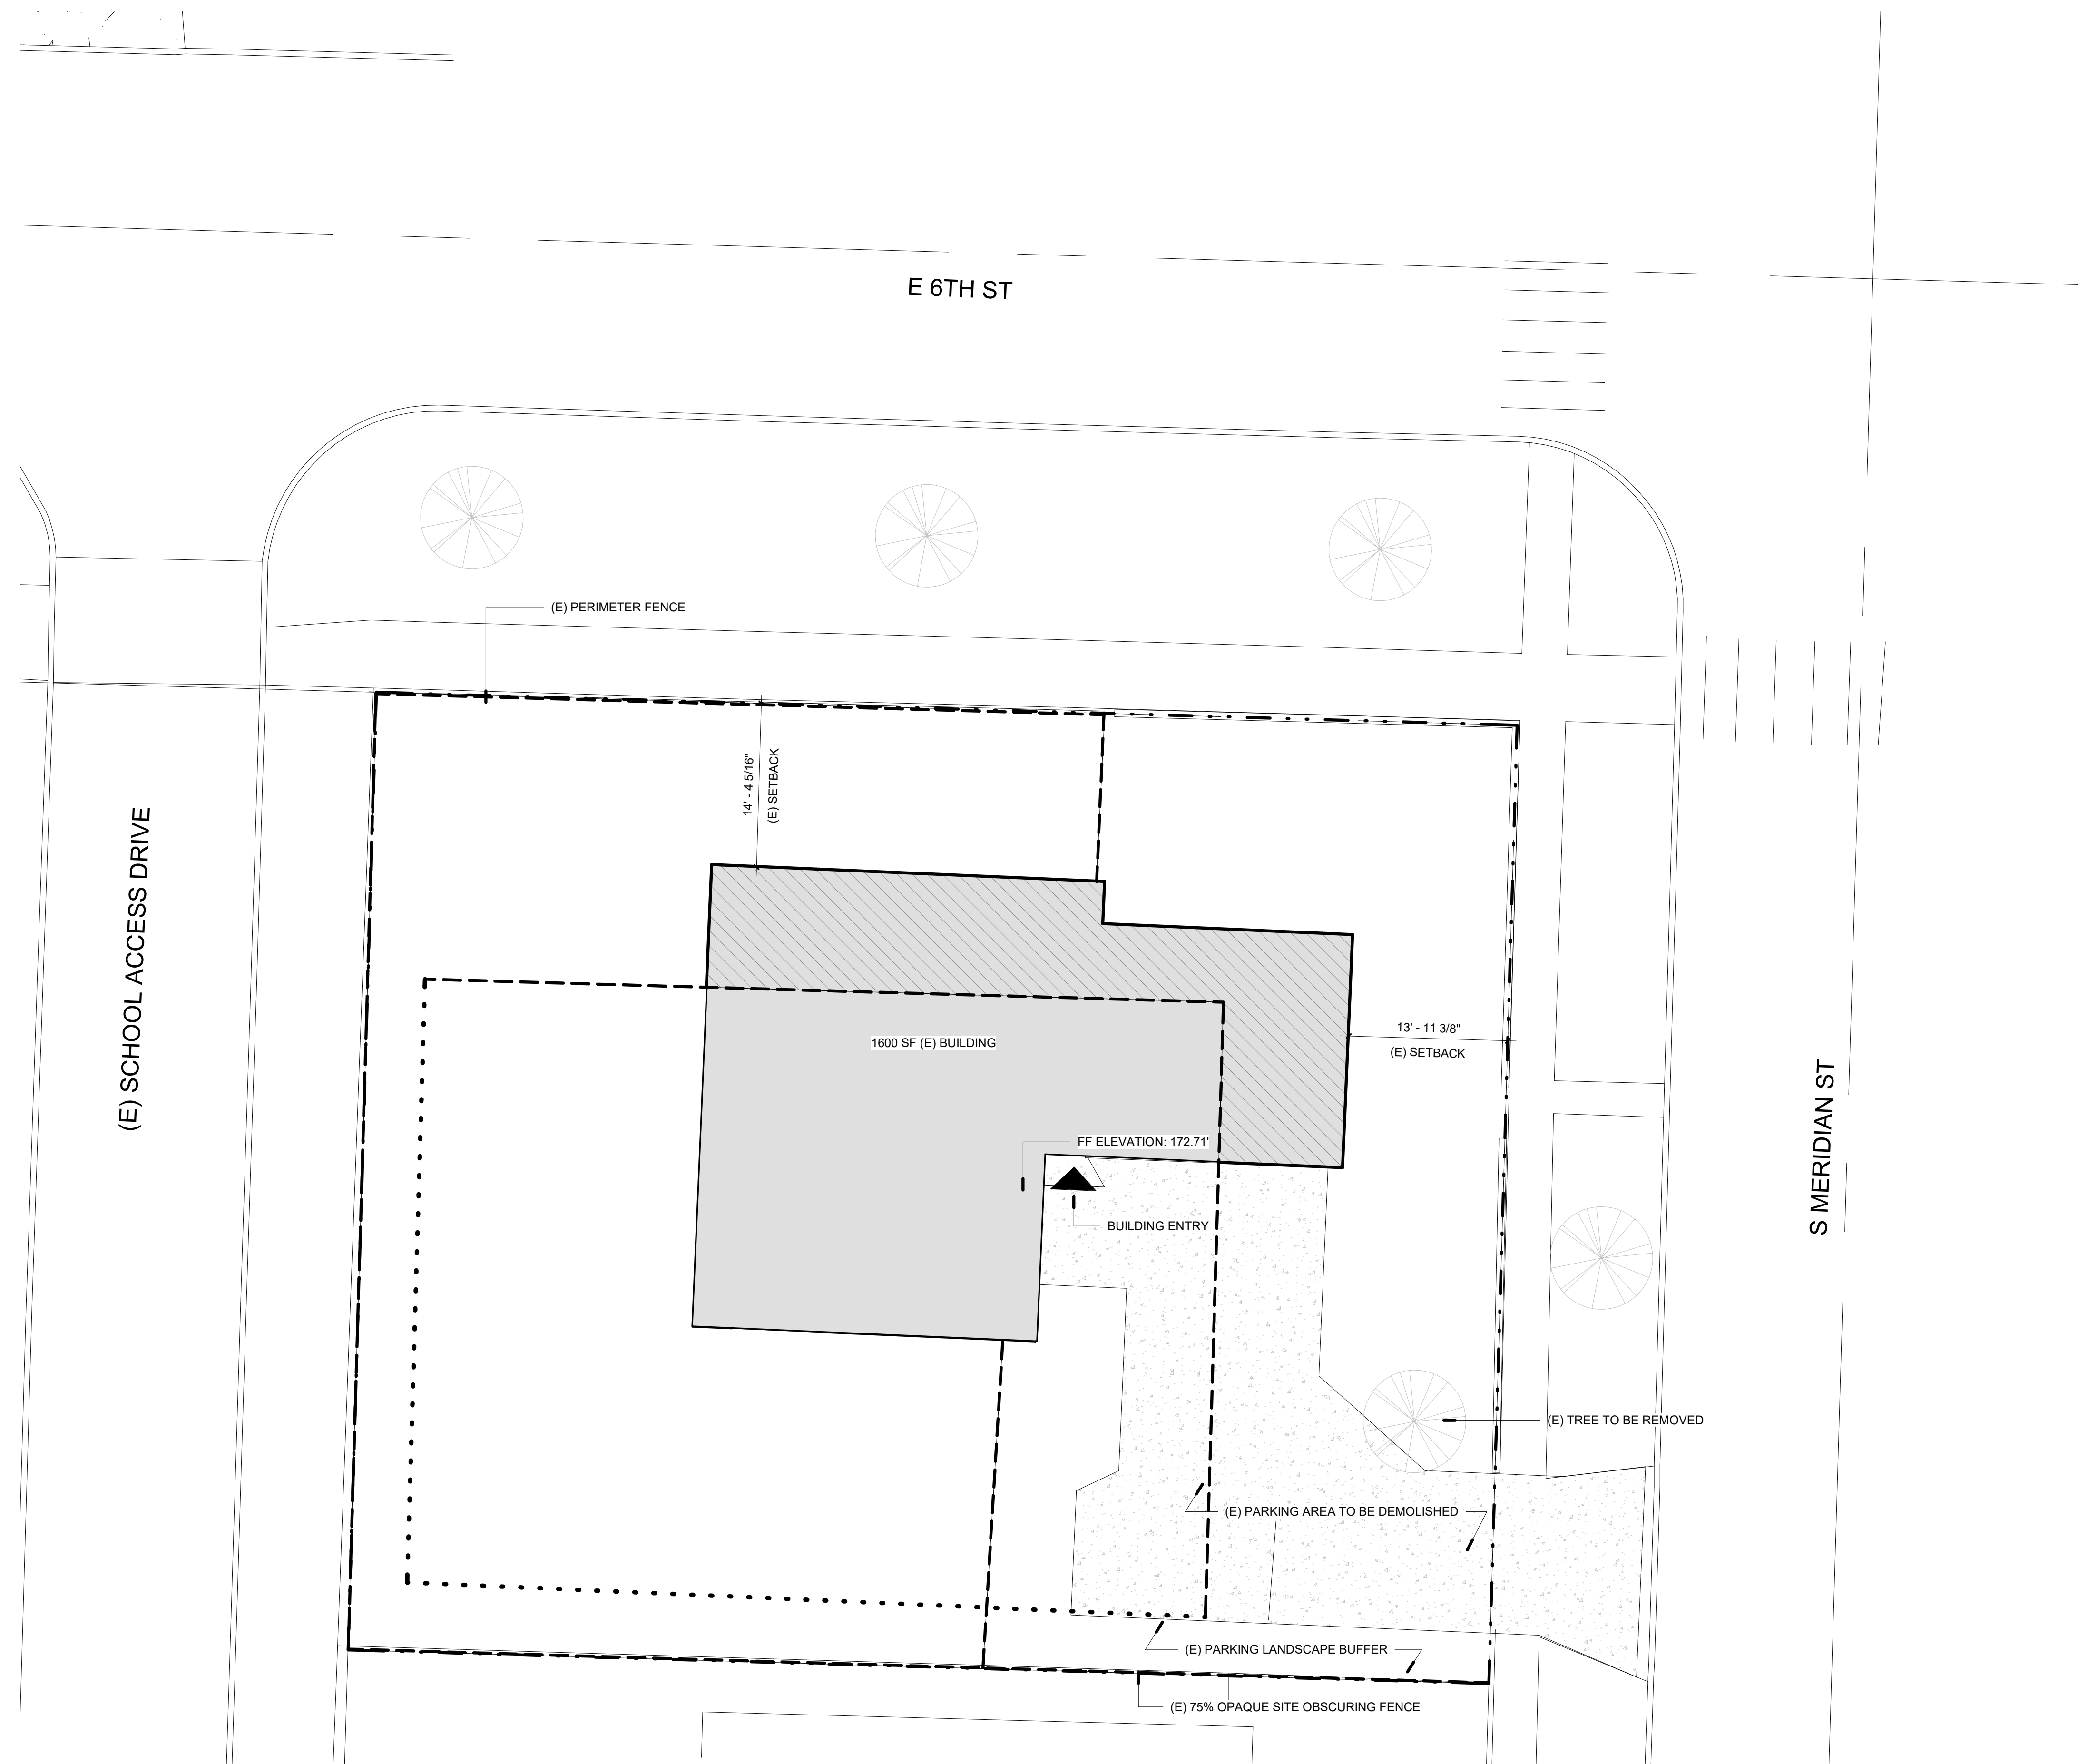 E 6TH ST
(E) PERIMETER FENCE
14' - 4 5/16"
(E) SETBACK
(E) SCHOOL ACCESS DRIVE
13' - 11 3/8"
(E) SETBACK
1600 SF (E) BUILDING
S MERIDIAN ST
FF ELEVATION: 172.71'
BUILDING ENTRY
(E) TREE TO BE REMOVED
(E) PARKING AREA TO BE DEMOLISHED
(E) PARKING LANDSCAPE BUFFER
(E) 75% OPAQUE SITE OBSCURING FENCE